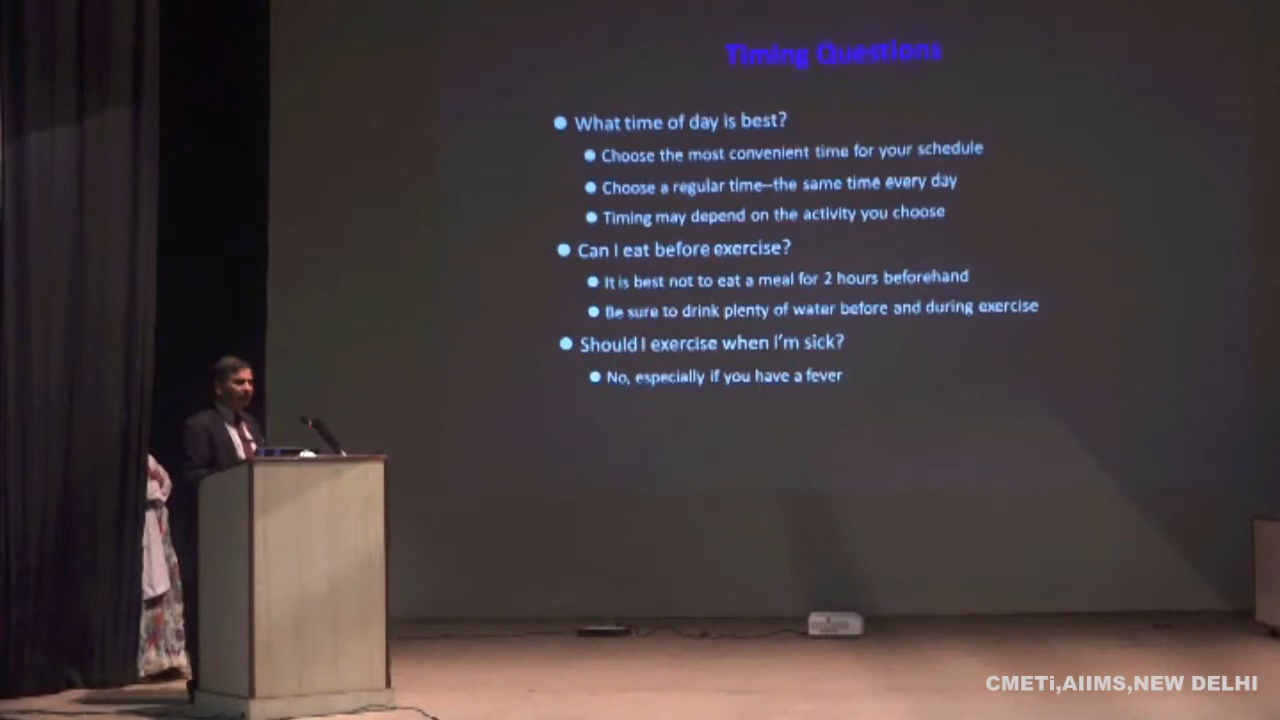 Timing Questions
What time of day is best?
Choose the most convenient time for your schedule
Choose a regular time–the same time every day
Timing may depend on the activity you choose
Can I eat before exercise?
It is best not to eat a meal for 2 hours beforehand
Be sure to drink plenty of water before and during exercise
Should I exercise when I'm sick?
No, especially if you have a fever
CMETi,AIIMS,NEW DELHI